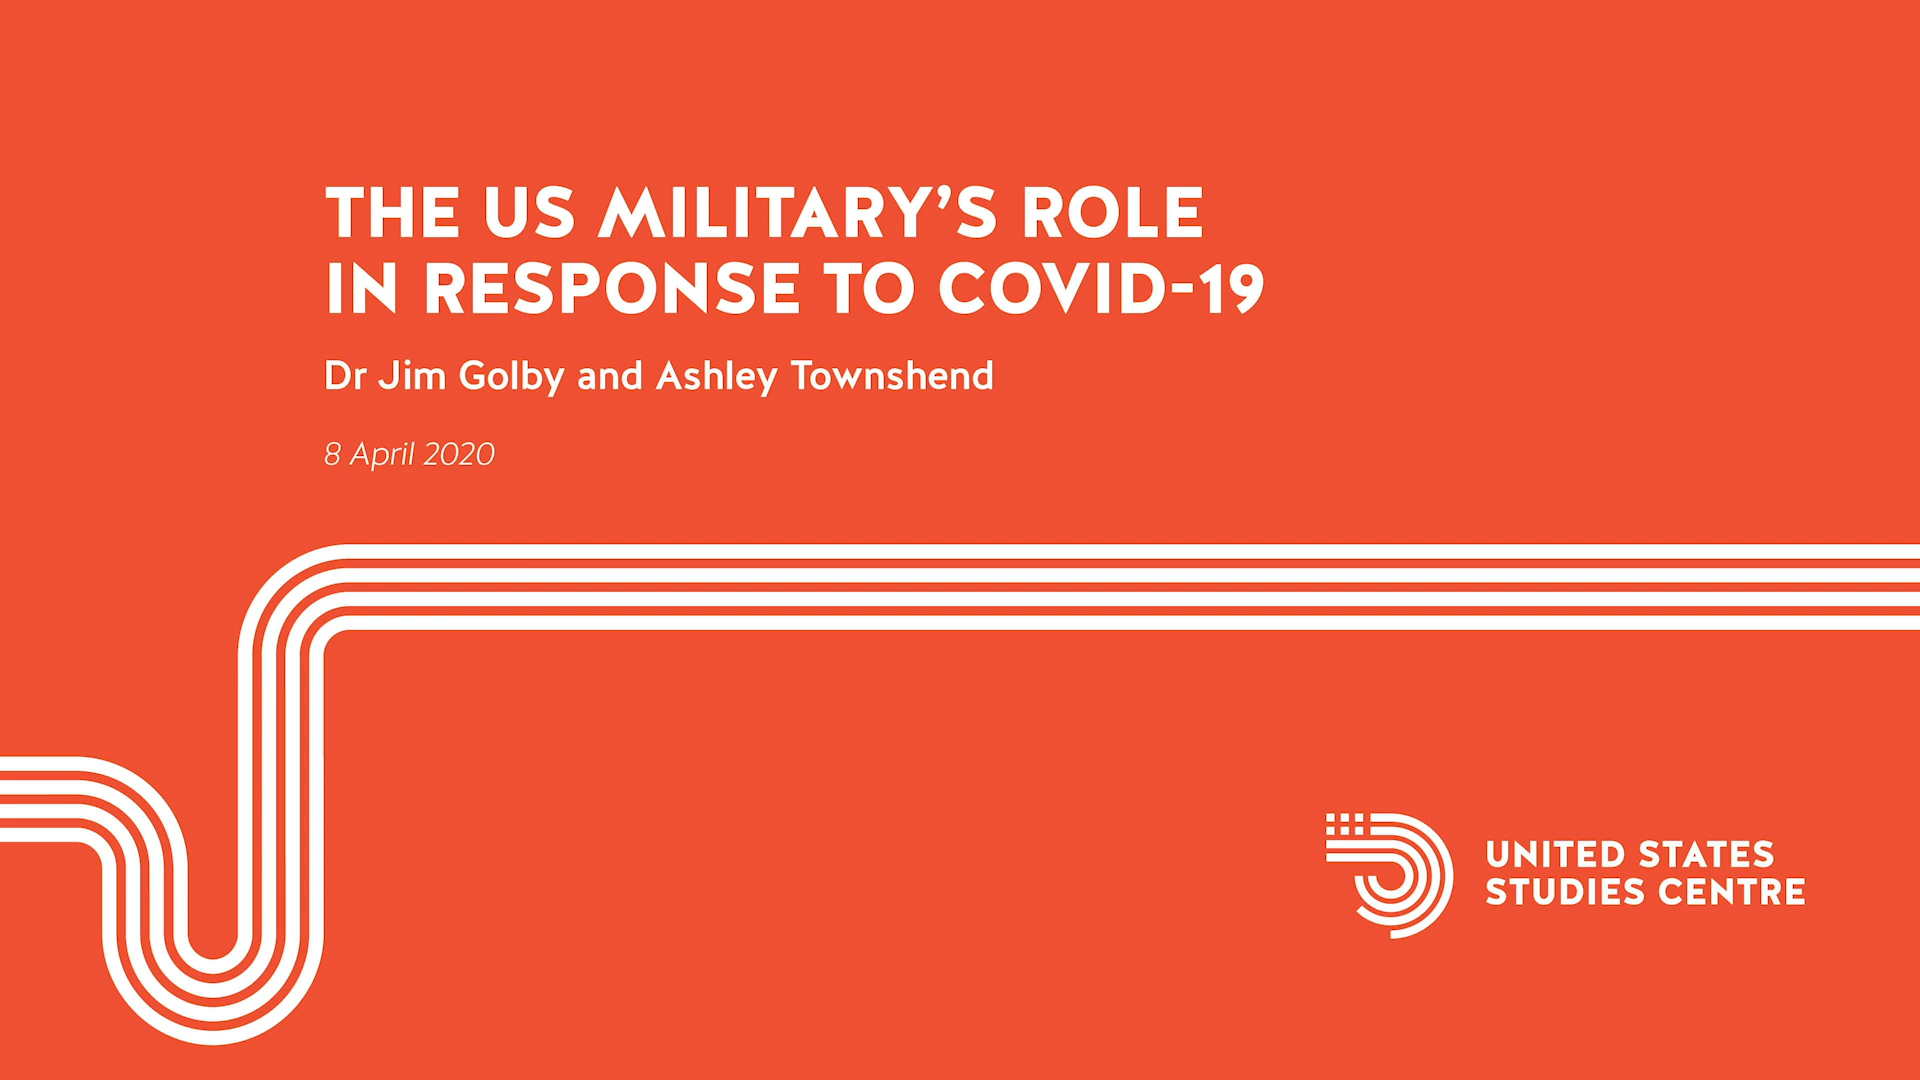 THE US MILITARY’S ROLE
IN RESPONSE TO COVID-19
Dr Jim Golby and Ashley Townshend
8 April 2020
UNITED STATES
STUDIES CENTRE